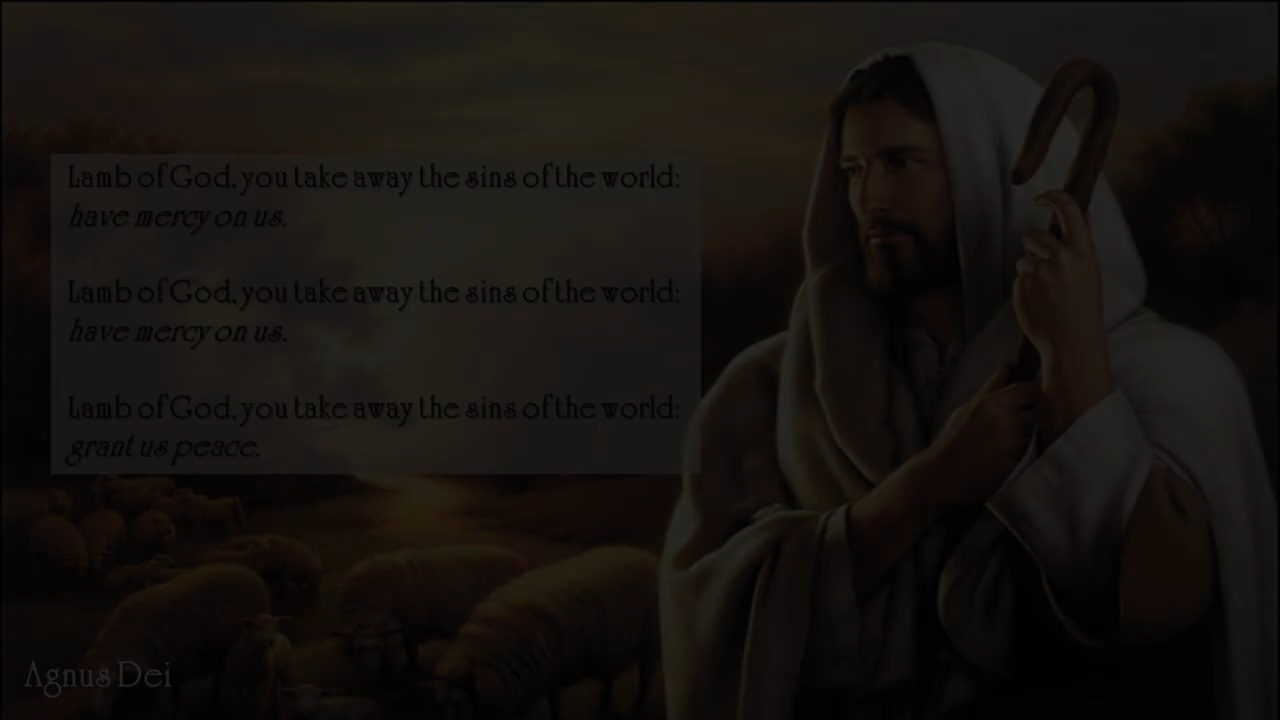 Lamb of God, you take away the sins of the world:
have mercy on us.
Lamb of God, you take away the sins of the world:
have mercy on us.
Lamb of God, you take away the sins of the world:
grant us peace.
Agnus Dei